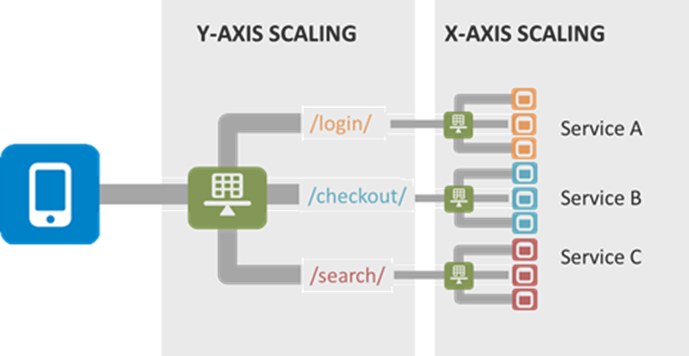 Y-AXIS SCALING
X-AXIS SCALING
/login/
Service A
/checkout/
Service B
/search/
Service C